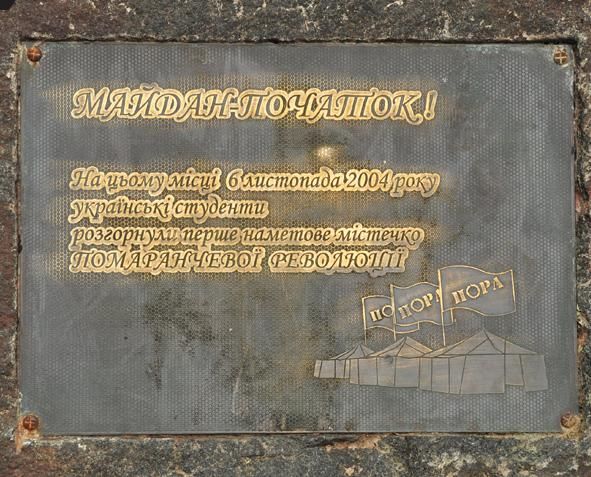 МАЙДАН-ПОЧАТОК!
На цьому місці 6 листопада 2004 року
українські студенти
розгорнули перше наметове містечко
ПОМАРАНЧЕВОЇ РЕВОЛЮЦІЇ
ПО ПОРА ПОРА